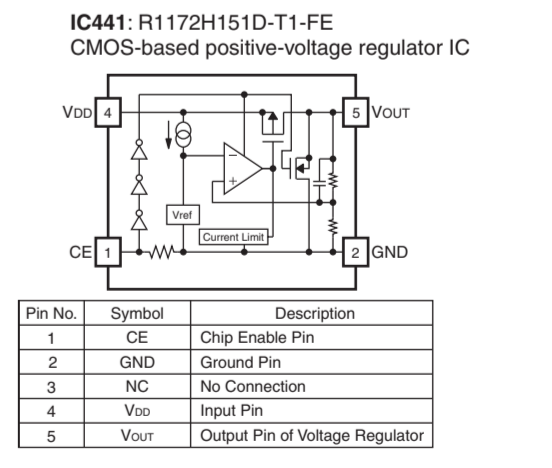 IC441: R1172H151D-T1-FE
CMOS-based positive-voltage regulator IC
VDD 4
5 VOUT
−
+
Vref
Current Limit
CE 1
2 GND
Pin No. Symbol Description
1 CE Chip Enable Pin
2 GND Ground Pin
3 NC No Connection
4 VDD Input Pin
5 VOUT Output Pin of Voltage Regulator